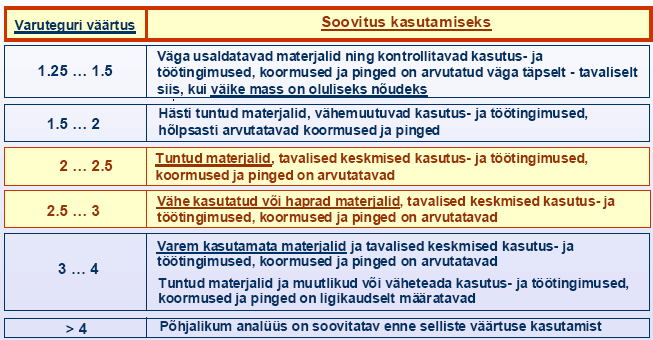 Varuteguri väärtus
Soovitus kasutamiseks
1.25 … 1.5
Väga usaldatavad materjalid ning kontrollitavad kasutus- ja
töötingimused, koormused ja pinged on arvutatud väga täpselt - tavaliselt
siis, kui väike mass on oluliseks nõudeks
1.5 … 2
Hästi tuntud materjalid, vähemuutuvad kasutus- ja töötingimused,
hõlpsasti arvutatavad koormused ja pinged
2 … 2.5
Tuntud materjalid, tavalised keskmised kasutus- ja töötingimused,
koormused ja pinged on arvutatavad
2.5 … 3
Vähe kasutatud või haprad materjalid, tavalised keskmised kasutus- ja
töötingimused, koormused ja pinged on arvutatavad
3 … 4
Varem kasutamata materjalid ja tavalised keskmised kasutus- ja
töötingimused, koormused ja pinged on arvutatavad
Tuntud materjalid ja muutlikud või väheteada kasutus- ja töötingimused,
koormused ja pinged on ligikaudselt määratavad
> 4
Põhjalikum analüüs on soovitatav enne selliste väärtuse kasutamist